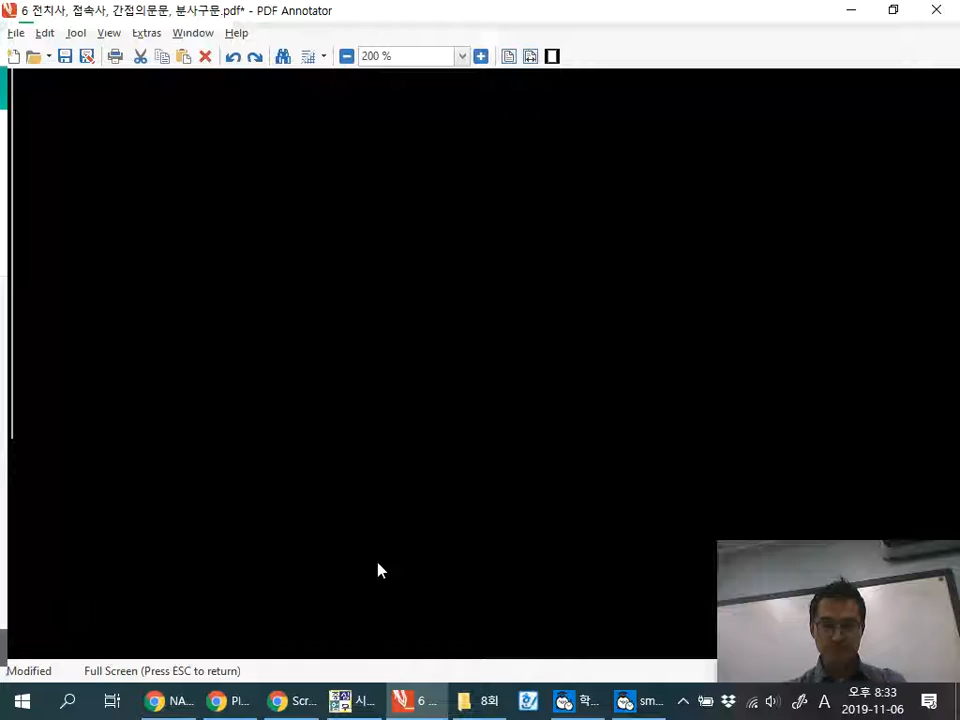 6 전치사, 접속사, 간접의문문, 분사구문.pdf* - PDF Annotator
File Edit Tool View Extras Window Help
200 %
Modified Full Screen (Press ESC to return)
NA... Pl... Scr... 시... 6 ... 8회 학... sm... A 오후 8:33
2019-11-06